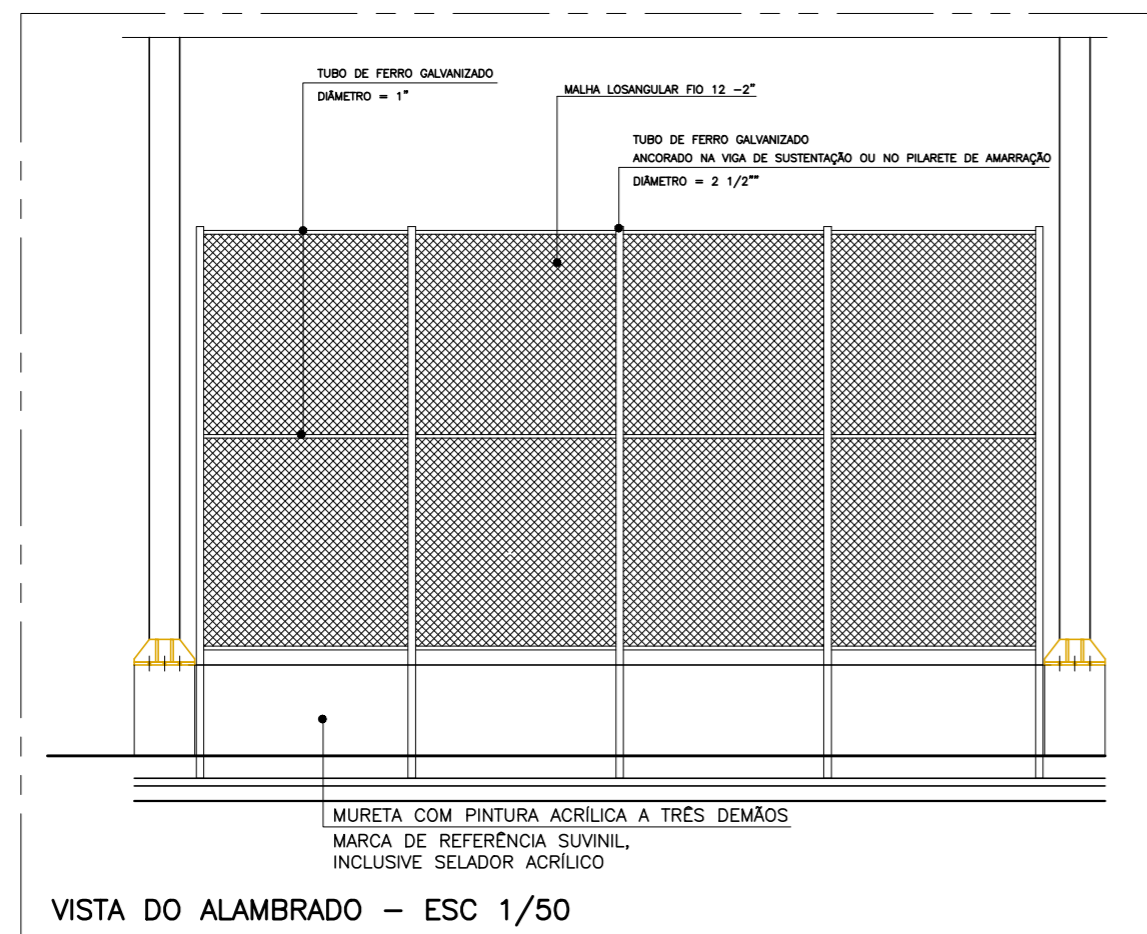 TUBO DE FERRO GALVANIZADO
DIÂMETRO = 1"
MALHA LOSANGULAR FIO 12 -2"
TUBO DE FERRO GALVANIZADO
ANCORADO NA VIGA DE SUSTENTAÇÃO OU NO PILARETE DE AMARRAÇÃO
DIÂMETRO = 2 1/2""
MURETA COM PINTURA ACRÍLICA A TRÊS DEMÃOS
MARCA DE REFERÊNCIA SUVINIL,
INCLUSIVE SELADOR ACRÍLICO
VISTA DO ALAMBRADO - ESC 1/50